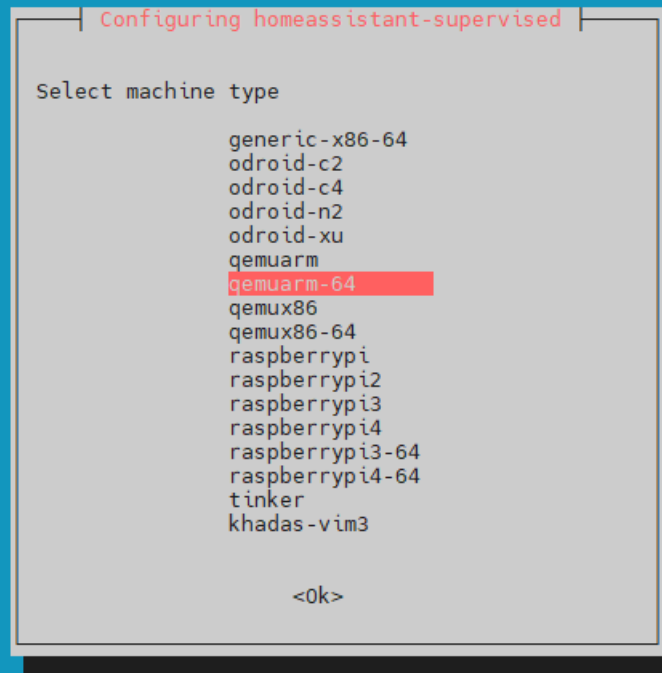 Configuring homeassistant-supervised
Select machine type
generic-x86-64
odroid-c2
odroid-c4
odroid-n2
odroid-xu
qemuarm
qemuarm-64
qemux86
qemux86-64
raspberrypi
raspberrypi2
raspberrypi3
raspberrypi4
raspberrypi3-64
raspberrypi4-64
tinker
khadas-vim3
<Ok>